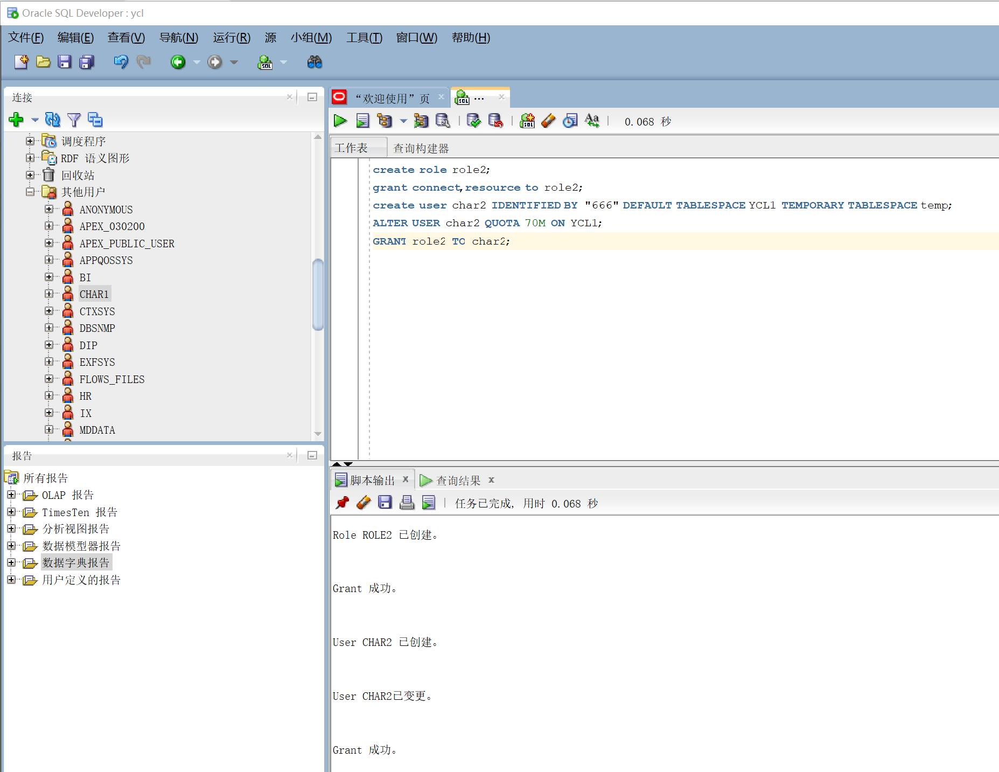 Oracle SQL Developer : ycl
文件(F) 编辑(E) 查看(V) 导航(N) 运行(R) 源 小组(M) 工具(T) 窗口(W) 帮助(H)
连接
调度程序
RDF 语义图形
回收站
其他用户
ANONYMOUS
APEX_030200
APEX_PUBLIC_USER
APPQOSSYS
BI
CHAR1
CTXSYS
DBSNMP
DIP
EXFSYS
FLOWS_FILES
HR
IX
MDDATA
报告
所有报告
OLAP 报告
TimesTen 报告
分析视图报告
数据模型器报告
数据字典报告
用户定义的报告
“欢迎使用”页 ...
0.068 秒
工作表 查询构建器
create role role2;
grant connect,resource to role2;
create user char2 IDENTIFIED BY "666" DEFAULT TABLESPACE YCL1 TEMPORARY TABLESPACE temp;
ALTER USER char2 QUOTA 70M ON YCL1;
GRANT role2 TO char2;
脚本输出 查询结果
任务已完成, 用时 0.068 秒
Role ROLE2 已创建。
Grant 成功。
User CHAR2 已创建。
User CHAR2已变更。
Grant 成功。